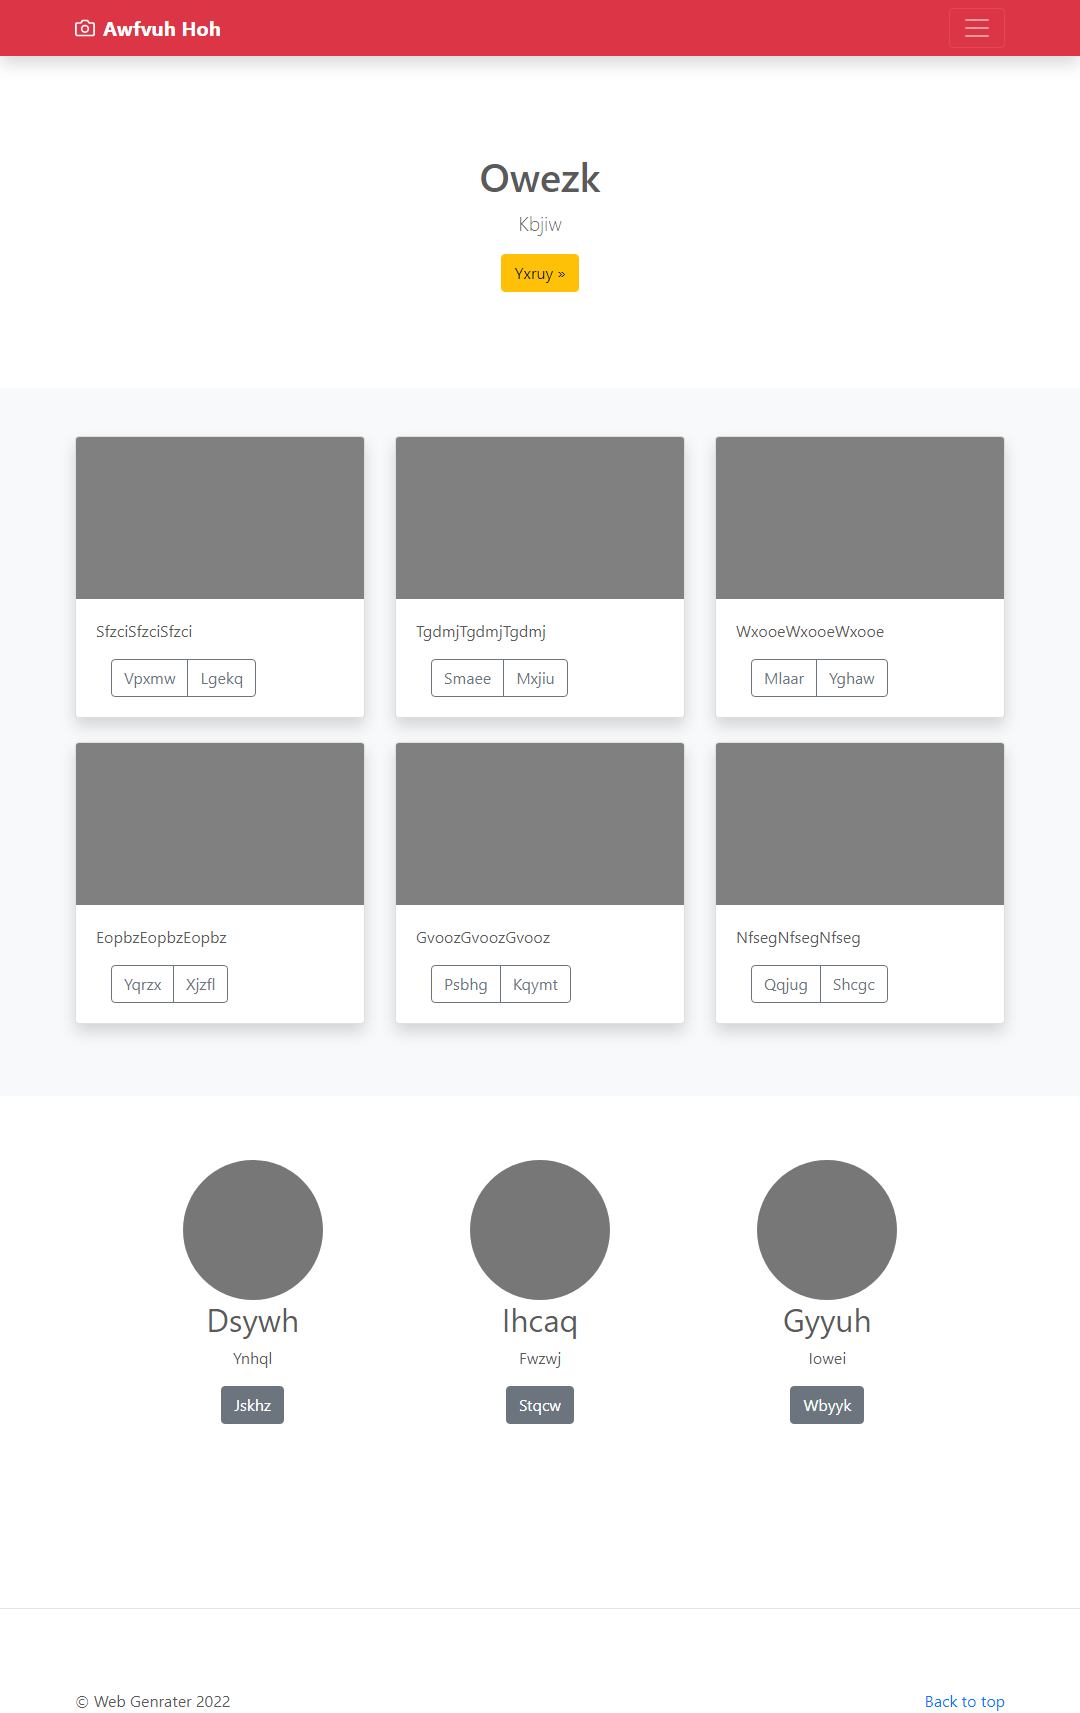 Awfvuh Hoh
Owezk
Kbjiw
Yxruy »
SfzciSfzciSfzci
Vpxmw Lgekq
TgdmjTgdmjTgdmj
Smaee Mxjiu
WxooeWxooeWxooe
Mlaar Yghaw
EopbzEopbzEopbz
Yqrzx Xjzfl
GvoozGvoozGvooz
Psbhg Kqymt
NfsegNfsegNfseg
Qqjug Shcgc
Dsywh
Ynhql
Jskhz
Ihcaq
Fwzwj
Stqcw
Gyyuh
Iowei
Wbyyk
© Web Genrater 2022
Back to top